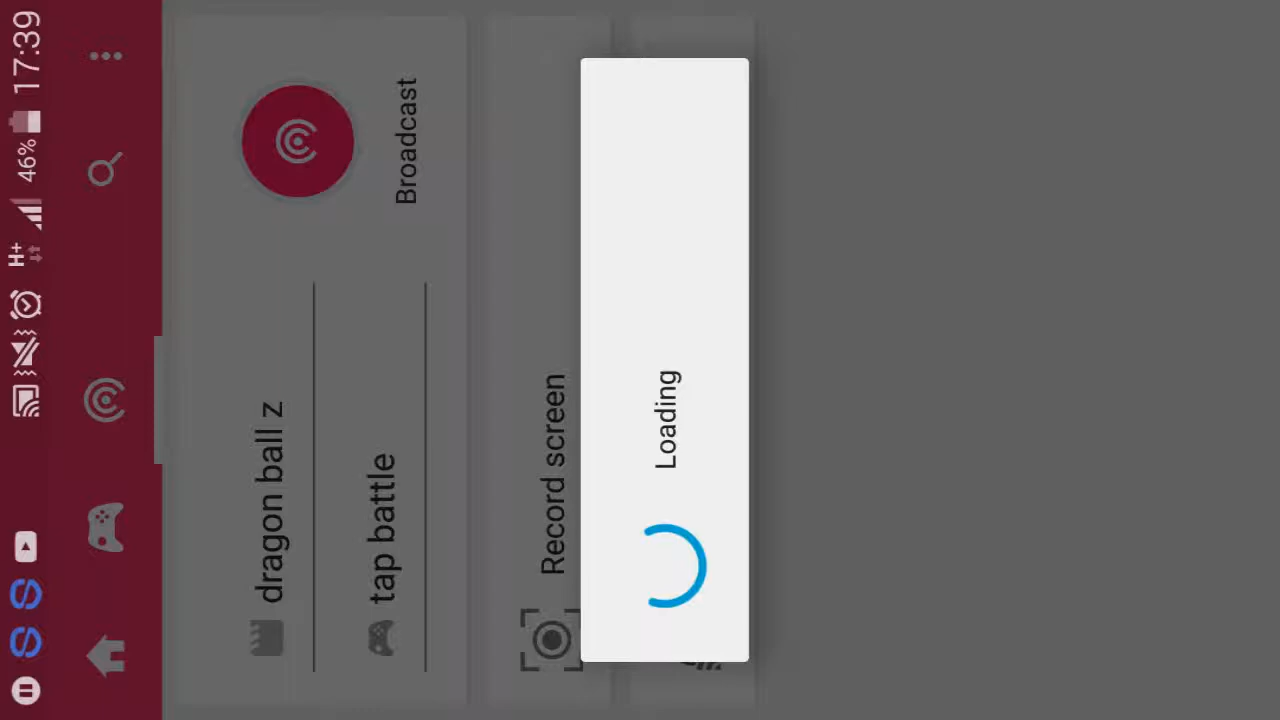 H+ 46% 17:39
dragon ball z
tap battle
Broadcast
Record screen
Loading